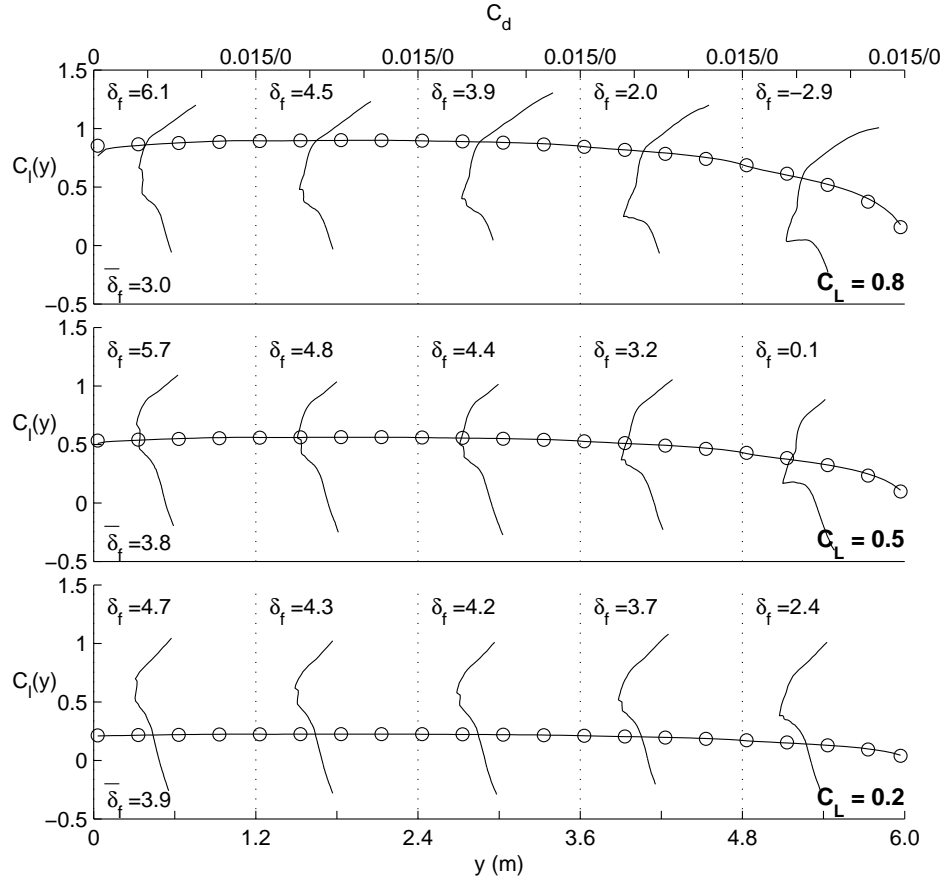 C_d
0 0.015/0 0.015/0 0.015/0 0.015/0 0.015/0
1.5
δ_f =6.1 δ_f =4.5 δ_f =3.9 δ_f =2.0 δ_f =−2.9
1
C_l(y)
0.5
0
δ̅_f =3.0 C_L = 0.8
−0.5
1.5
δ_f =5.7 δ_f =4.8 δ_f =4.4 δ_f =3.2 δ_f =0.1
1
C_l(y)
0.5
0
δ̅_f =3.8 C_L = 0.5
−0.5
1.5
δ_f =4.7 δ_f =4.3 δ_f =4.2 δ_f =3.7 δ_f =2.4
1
C_l(y)
0.5
0
δ̅_f =3.9 C_L = 0.2
−0.5
0 1.2 2.4 3.6 4.8 6.0
y (m)